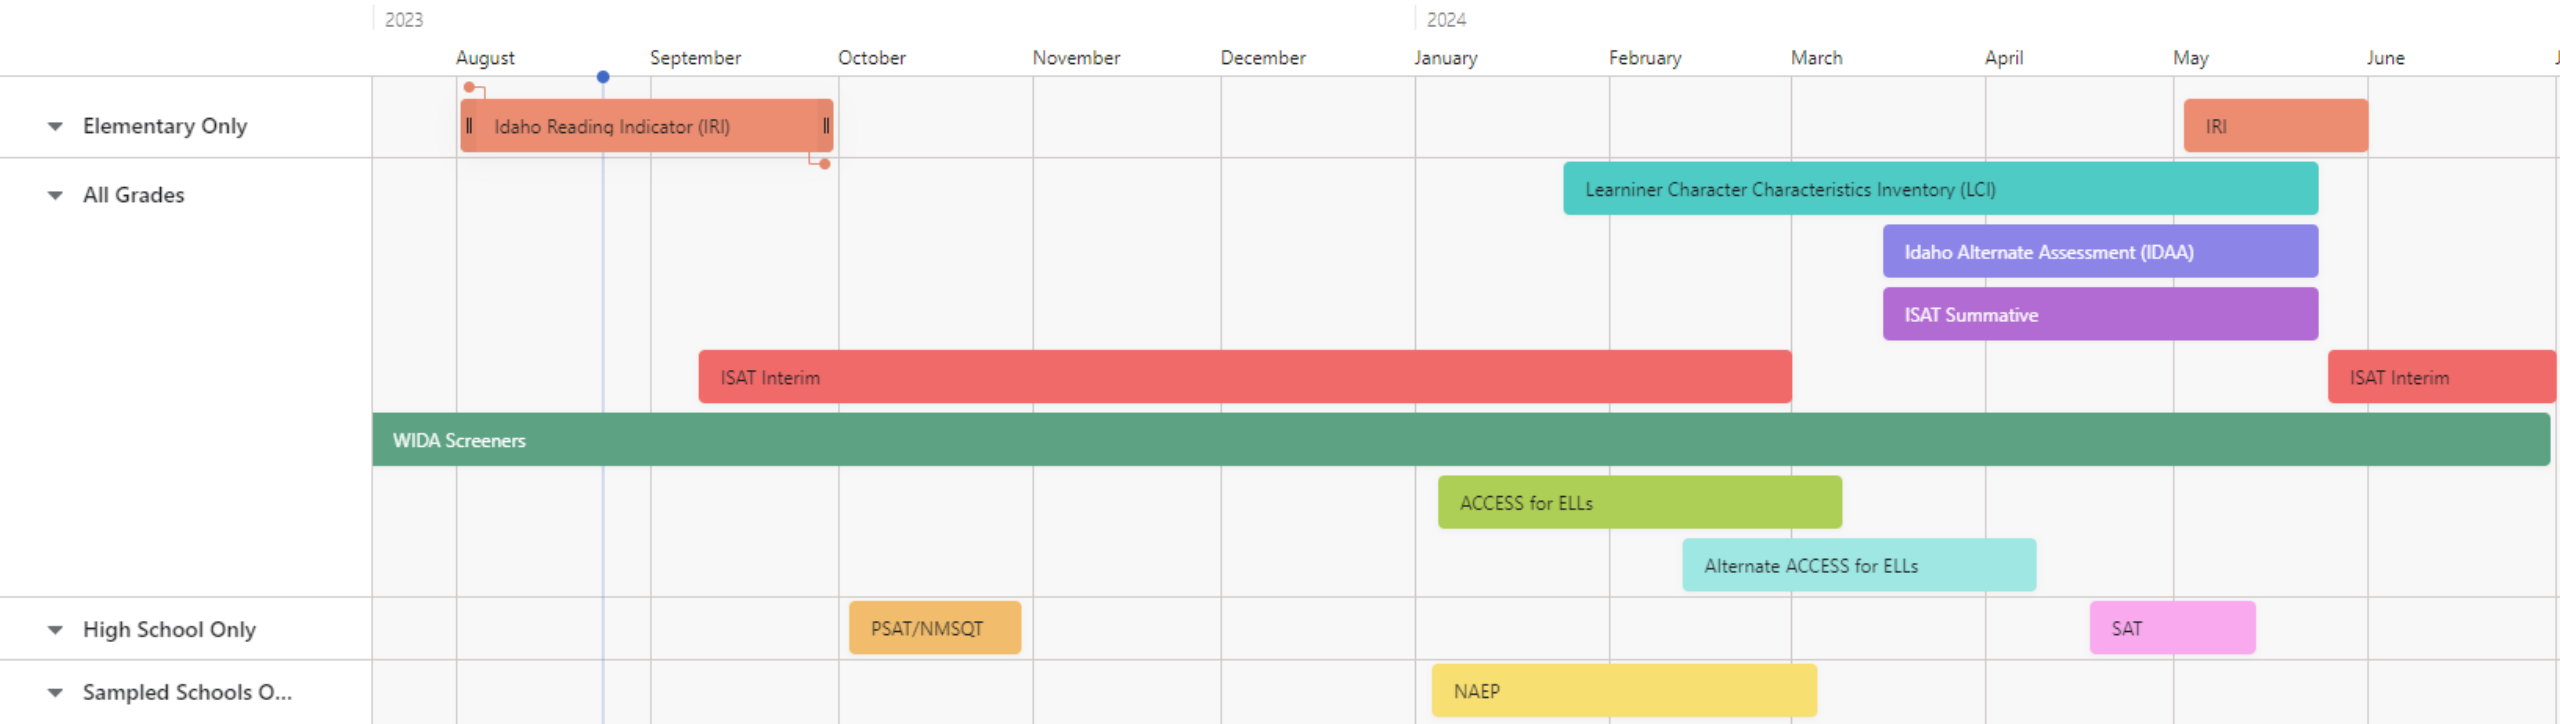 2023
2024
August
September
October
November
December
January
February
March
April
May
June
Elementary Only
Idaho Reading Indicator (IRI)
IRI
All Grades
Learniner Character Characteristics Inventory (LCI)
Idaho Alternate Assessment (IDAA)
ISAT Summative
ISAT Interim
ISAT Interim
WIDA Screeners
ACCESS for ELLs
Alternate ACCESS for ELLs
High School Only
PSAT/NMSQT
SAT
Sampled Schools O...
NAEP